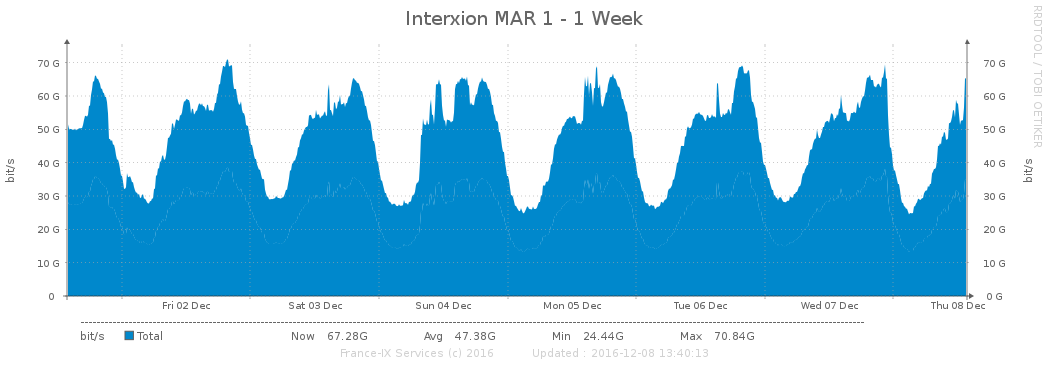 Interxion MAR 1 - 1 Week
RRDTOOL / TOBI OETIKER
bit/s
bit/s
70 G 70 G
60 G 60 G
50 G 50 G
40 G 40 G
30 G 30 G
20 G 20 G
10 G 10 G
0 0 G
Fri 02 Dec Sat 03 Dec Sun 04 Dec Mon 05 Dec Tue 06 Dec Wed 07 Dec Thu 08 Dec
bit/s Total Now 67.28G Avg 47.38G Min 24.44G Max 70.84G
France-IX Services (c) 2016 Updated : 2016-12-08 13:40:13